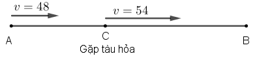 v = 48
v = 54
A
C
B
Gặp tàu hỏa